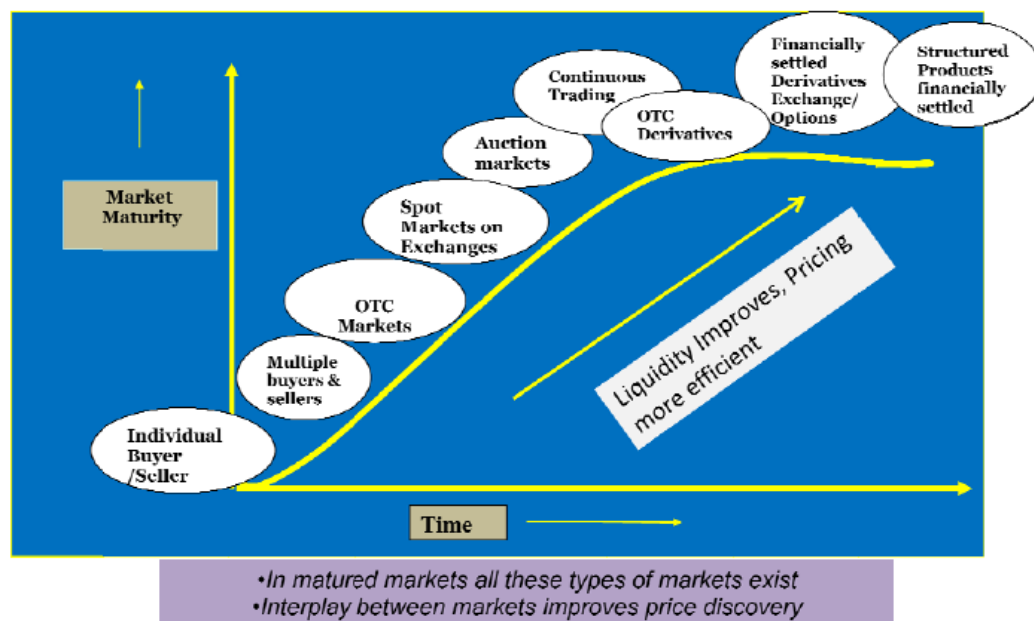 Financially
settled
Derivatives
Exchange/
Options
Structured
Products
financially
settled
Continuous
Trading
OTC
Derivatives
Auction
markets
Market
Maturity
Spot
Markets on
Exchanges
OTC
Markets
Liquidity Improves, Pricing
more efficient
Multiple
buyers &
sellers
Individual
Buyer
/Seller
Time
•In matured markets all these types of markets exist
•Interplay between markets improves price discovery